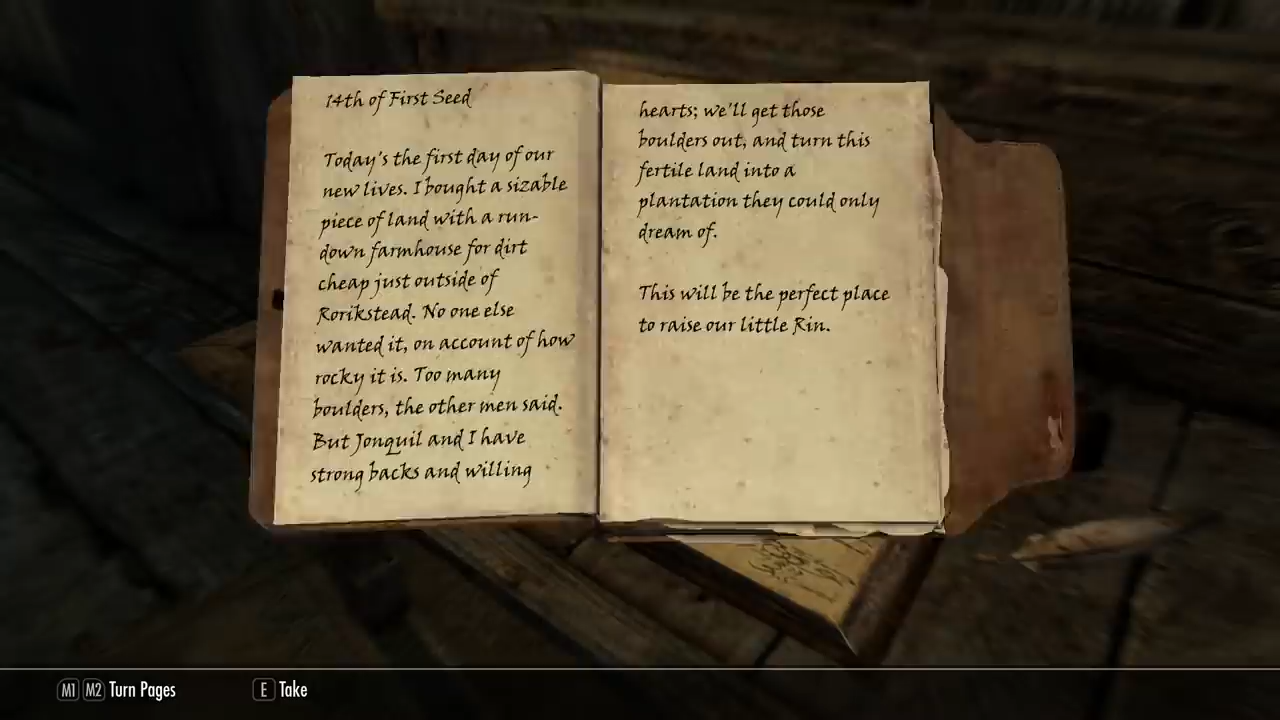 14th of First Seed
Today's the first day of our
new lives. I bought a sizable
piece of land with a run-
down farmhouse for dirt
cheap just outside of
Rorikstead. No one else
wanted it, on account of how
rocky it is. Too many
boulders, the other men said.
But Jonquil and I have
strong backs and willing
hearts; we'll get those
boulders out, and turn this
fertile land into a
plantation they could only
dream of.
This will be the perfect place
to raise our little Rin.
M1 M2 Turn Pages
E Take